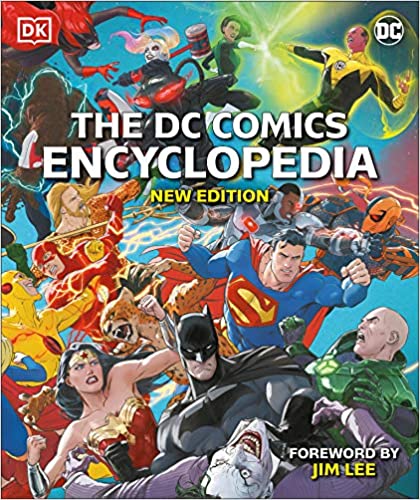 DK
DC
THE DC COMICS
ENCYCLOPEDIA
NEW EDITION
FOREWORD BY
JIM LEE